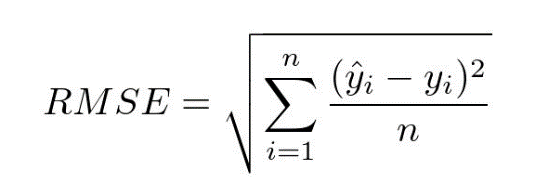 RMSE = √(∑_{i=1}^{n} (ŷ_i − y_i)² / n)